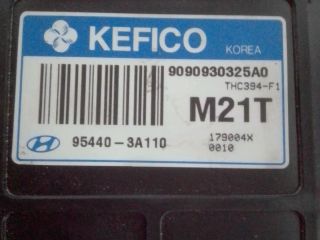 KEFICO KOREA
9090930325A0
THC394-F1
M21T
95440-3A110
179004X
0010